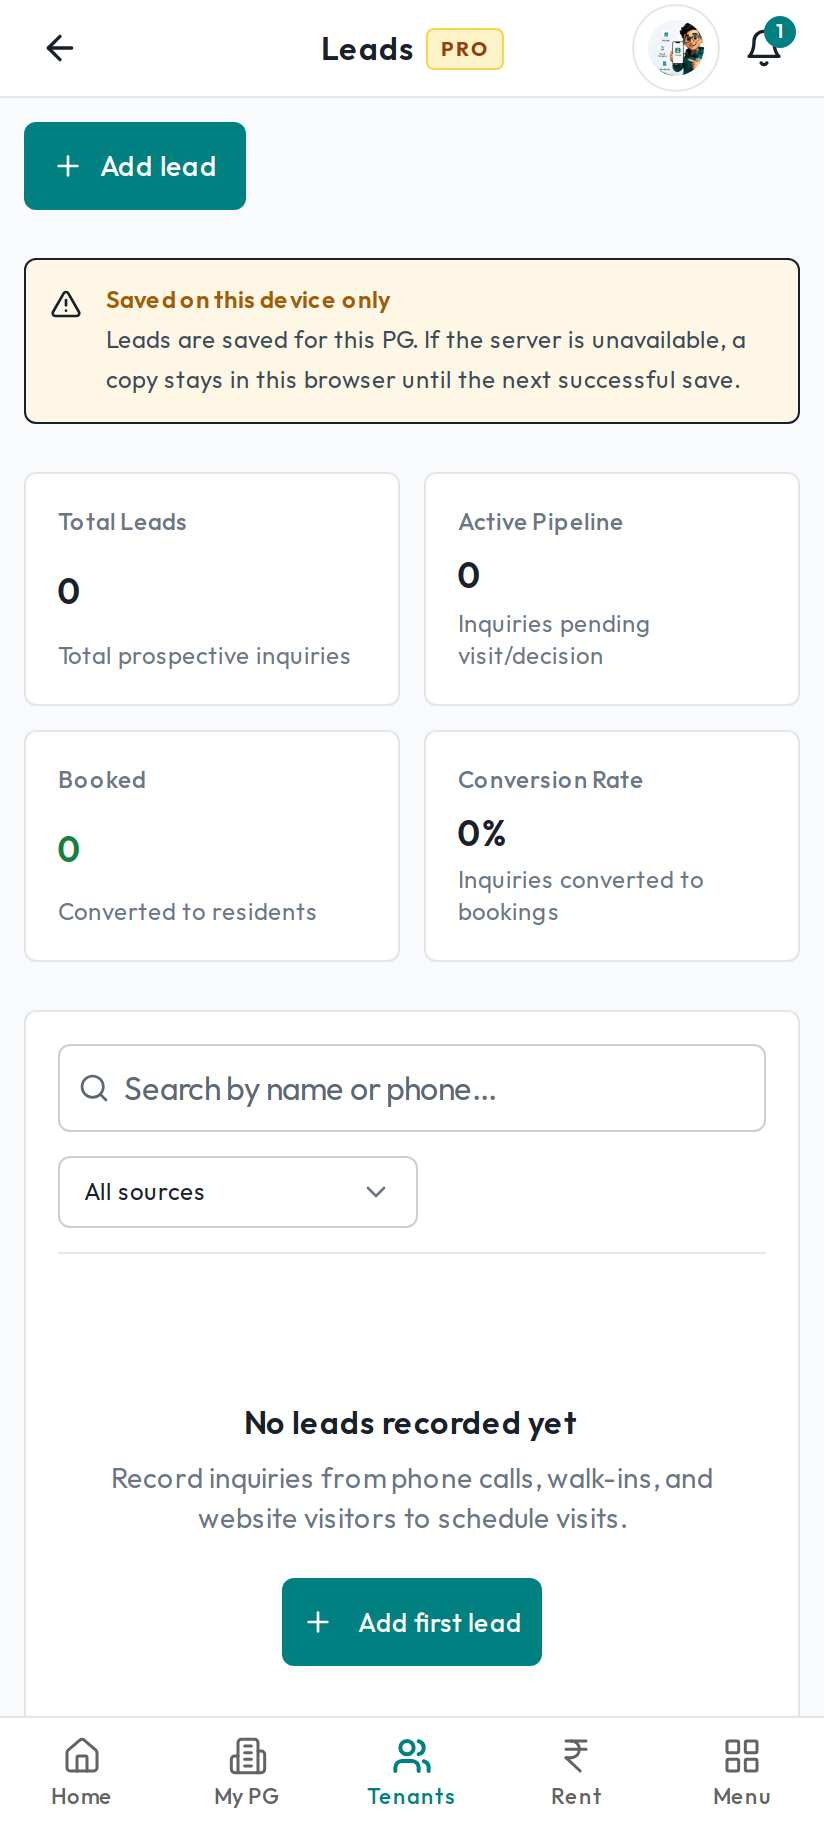 Leads PRO
1
Add lead
Saved on this device only
Leads are saved for this PG. If the server is unavailable, a
copy stays in this browser until the next successful save.
Total Leads
0
Total prospective inquiries
Active Pipeline
0
Inquiries pending
visit/decision
Booked
0
Converted to residents
Conversion Rate
0%
Inquiries converted to
bookings
Search by name or phone...
All sources
No leads recorded yet
Record inquiries from phone calls, walk-ins, and
website visitors to schedule visits.
Add first lead
Home
My PG
Tenants
Rent
Menu